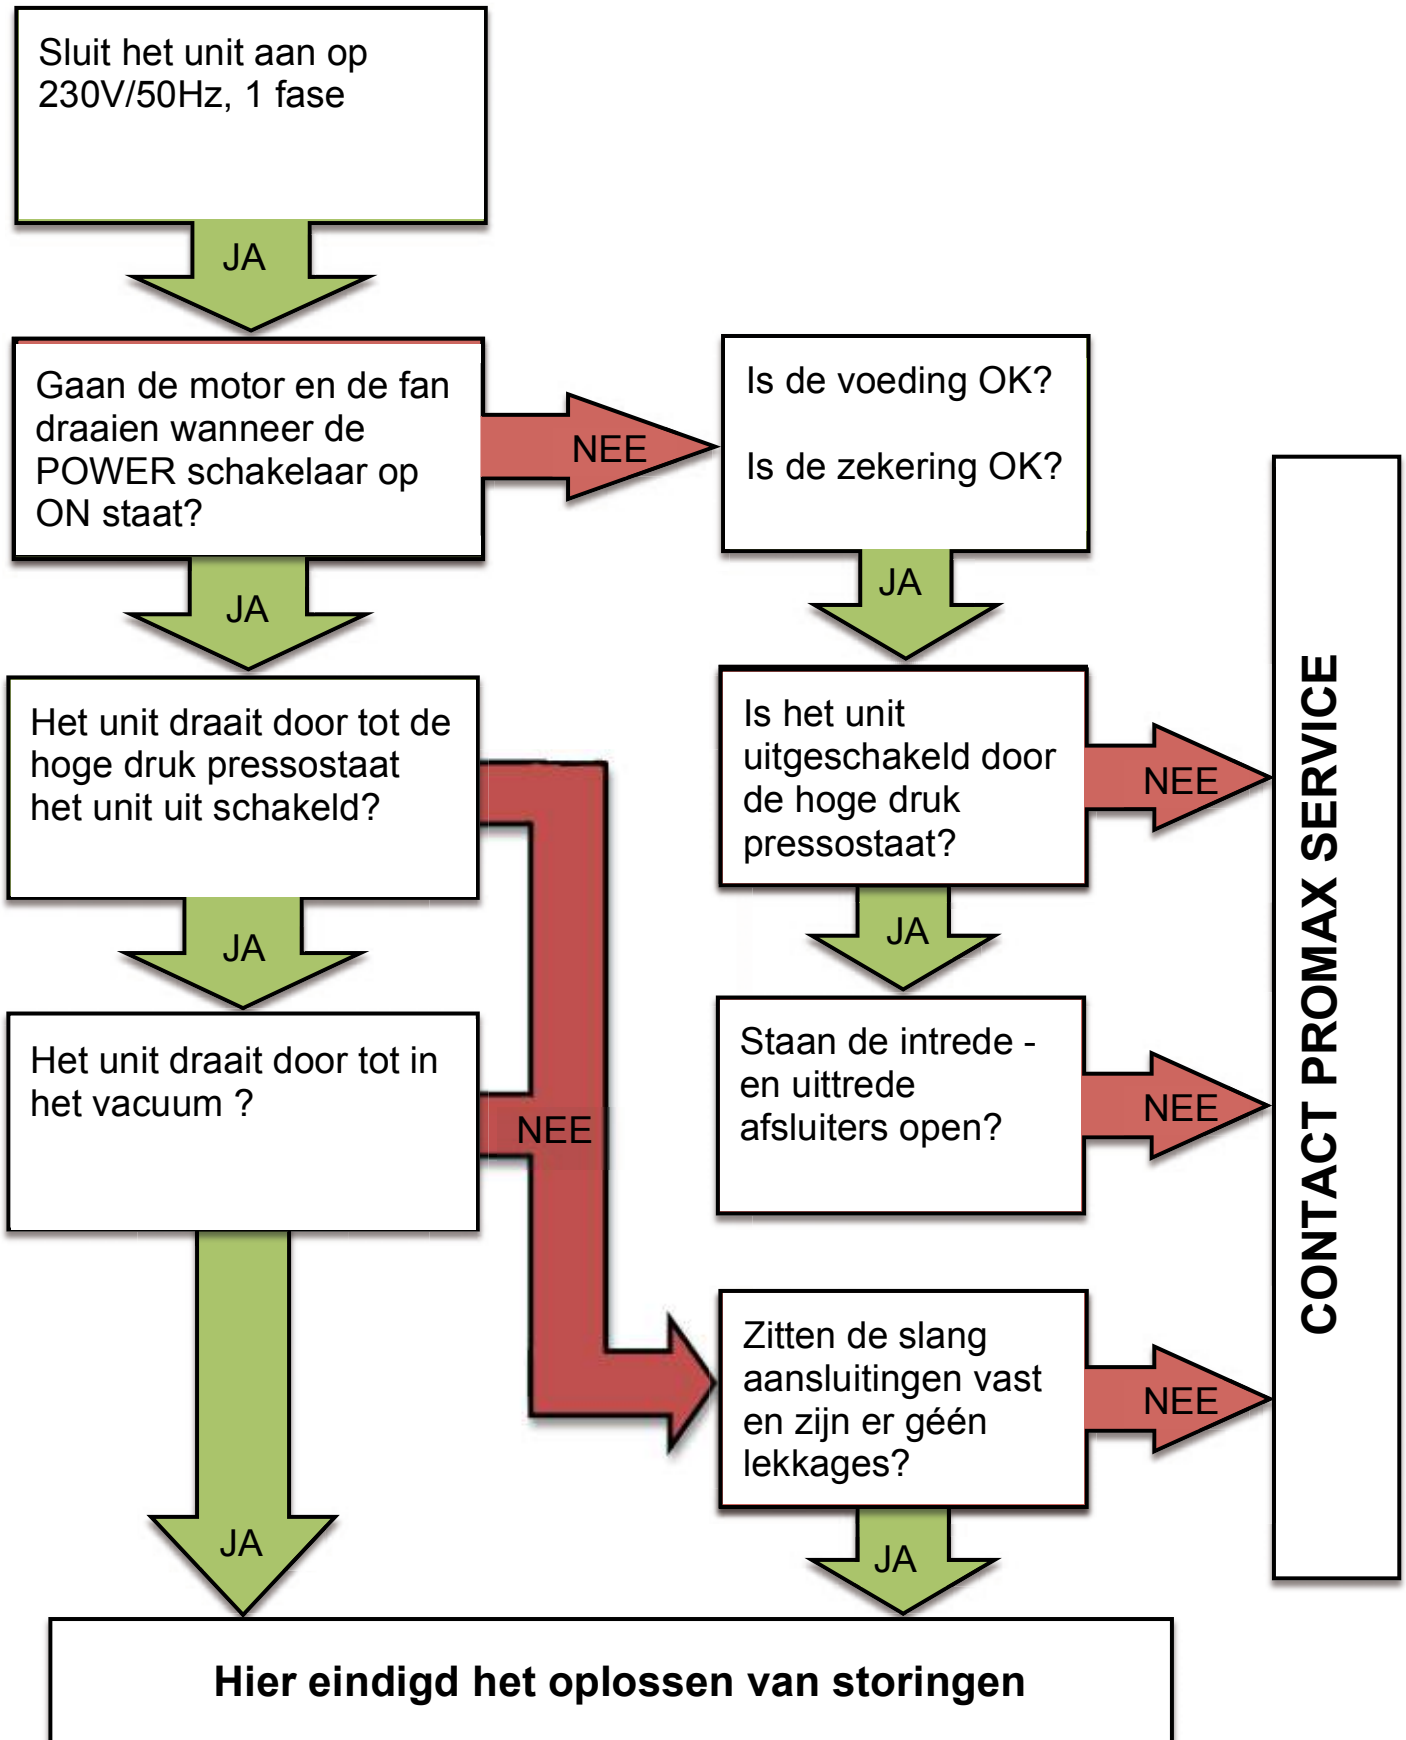 Sluit het unit aan op
230V/50Hz, 1 fase
JA
Gaan de motor en de fan
draaien wanneer de
POWER schakelaar op
ON staat?
NEE
Is de voeding OK?
Is de zekering OK?
JA
JA
Het unit draait door tot de
hoge druk pressostaat
het unit uit schakeld?
Is het unit
uitgeschakeld door
de hoge druk
pressostaat?
NEE
JA
JA
Het unit draait door tot in
het vacuum ?
NEE
Staan de intrede -
en uittrede
afsluiters open?
NEE
Zitten de slang
aansluitingen vast
en zijn er géén
lekkages?
NEE
JA
JA
CONTACT PROMAX SERVICE
Hier eindigd het oplossen van storingen